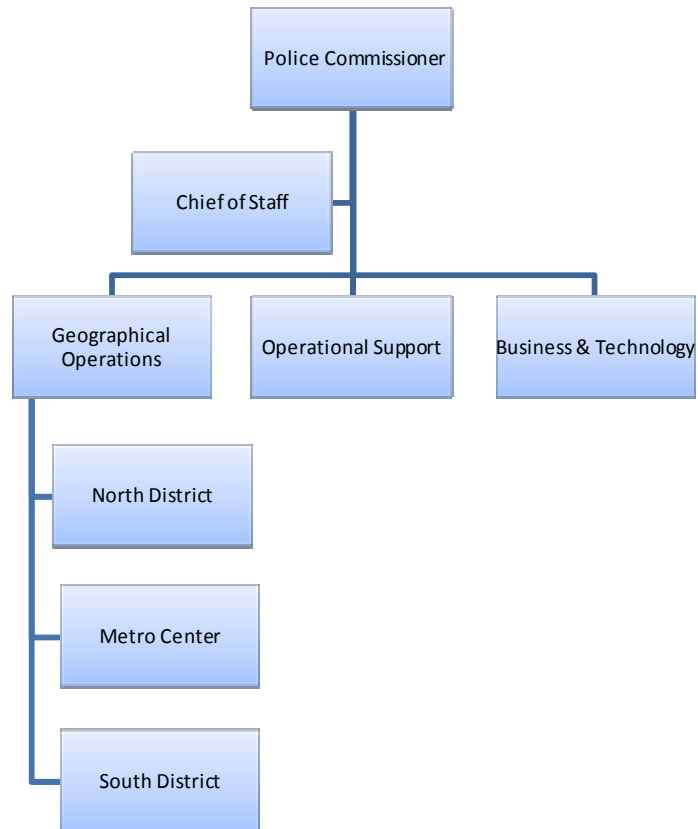 Police Commissioner
Chief of Staff
Geographical
Operations
Operational Support
Business & Technology
North District
Metro Center
South District